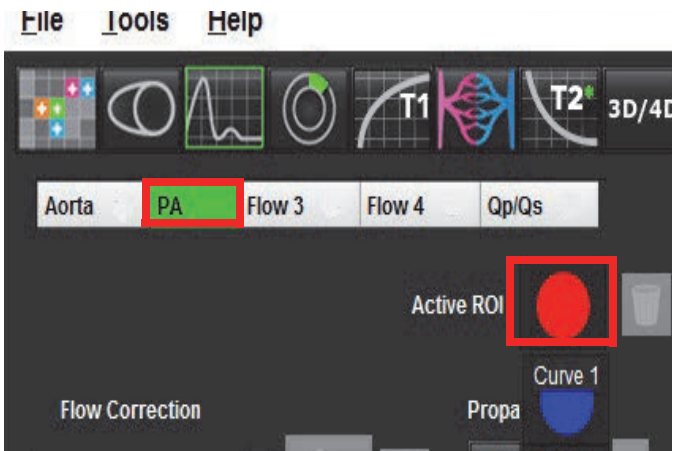 File Tools Help
T1 T2* 3D/4D
Aorta PA Flow 3 Flow 4 Qp/Qs
Active ROI
Curve 1
Flow Correction Propa